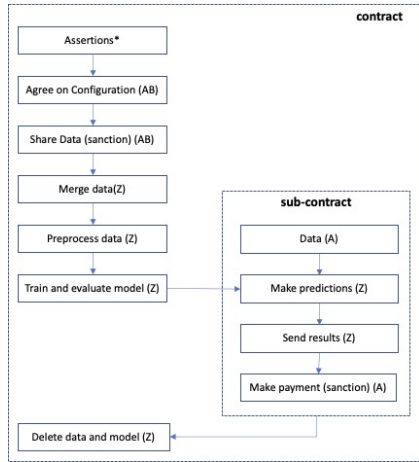 contract
Assertions*
Agree on Configuration (AB)
Share Data (sanction) (AB)
Merge data(Z)
Preprocess data (Z)
Train and evaluate model (Z)
sub-contract
Data (A)
Make predictions (Z)
Send results (Z)
Make payment (sanction) (A)
Delete data and model (Z)